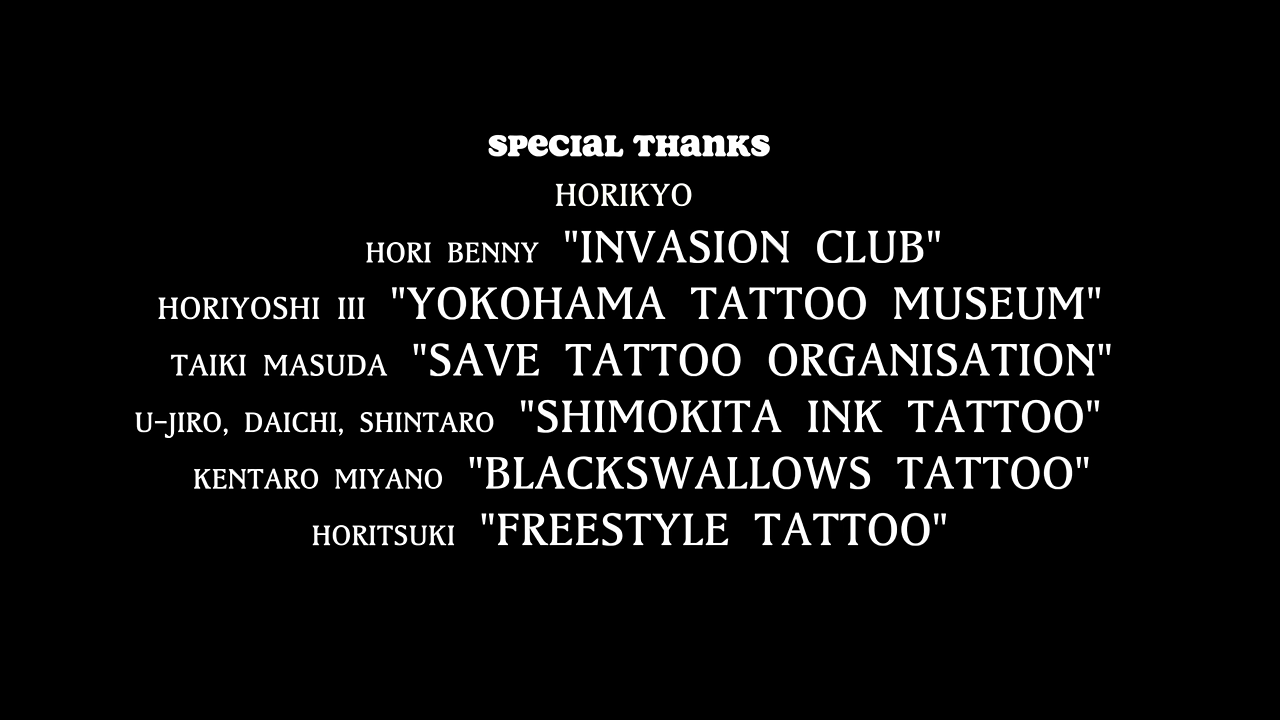 SPECIAL THANKS
HORIKYO
HORI BENNY "INVASION CLUB"
HORIYOSHI III "YOKOHAMA TATTOO MUSEUM"
TAIKI MASUDA "SAVE TATTOO ORGANISATION"
U-JIRO, DAICHI, SHINTARO "SHIMOKITA INK TATTOO"
KENTARO MIYANO "BLACKSWALLOWS TATTOO"
HORITSUKI "FREESTYLE TATTOO"